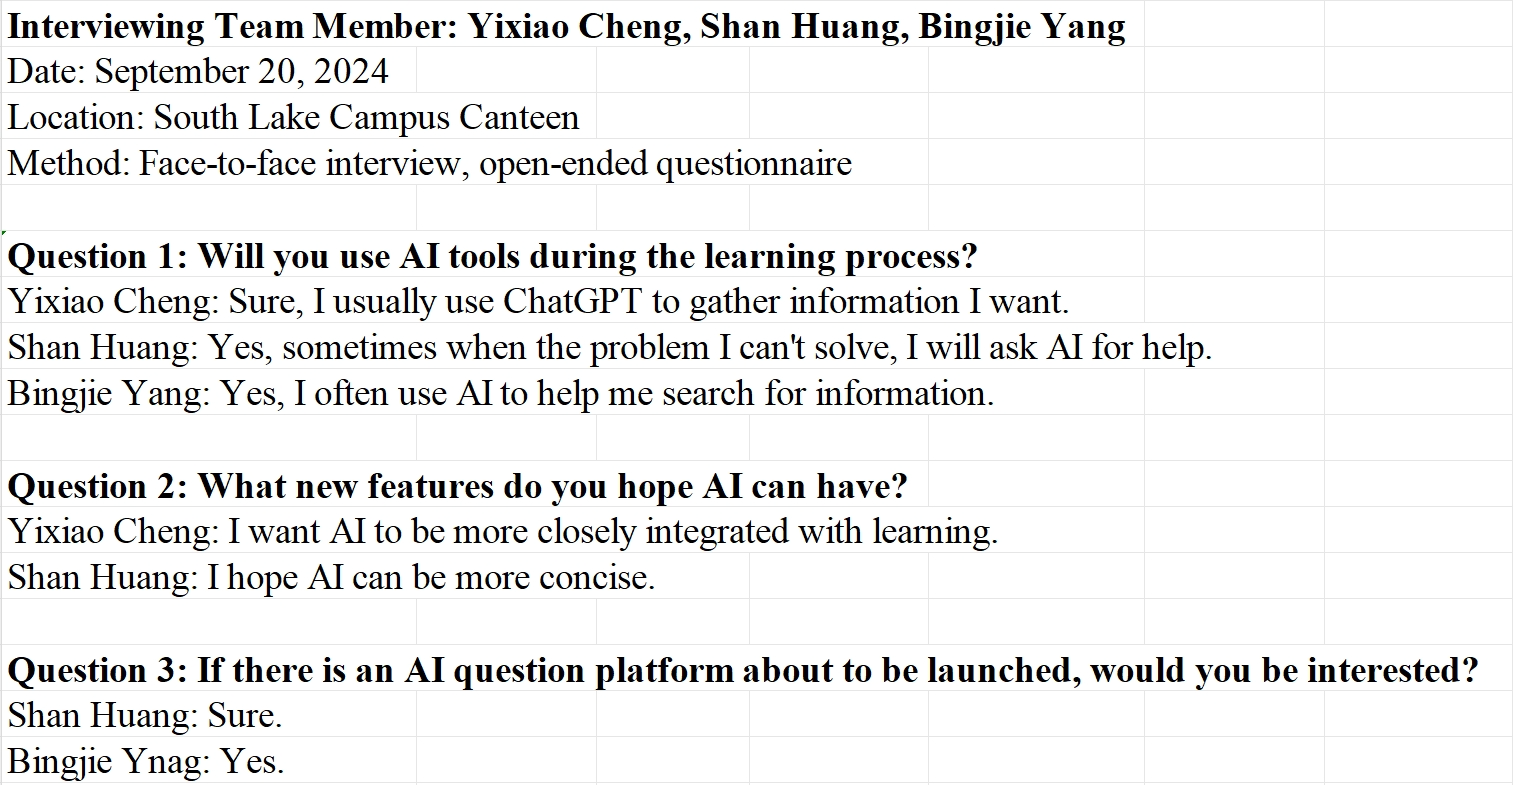 Interviewing Team Member: Yixiao Cheng, Shan Huang, Bingjie Yang
Date: September 20, 2024
Location: South Lake Campus Canteen
Method: Face-to-face interview, open-ended questionnaire
Question 1: Will you use AI tools during the learning process?
Yixiao Cheng: Sure, I usually use ChatGPT to gather information I want.
Shan Huang: Yes, sometimes when the problem I can't solve, I will ask AI for help.
Bingjie Yang: Yes, I often use AI to help me search for information.
Question 2: What new features do you hope AI can have?
Yixiao Cheng: I want AI to be more closely integrated with learning.
Shan Huang: I hope AI can be more concise.
Question 3: If there is an AI question platform about to be launched, would you be interested?
Shan Huang: Sure.
Bingjie Ynag: Yes.